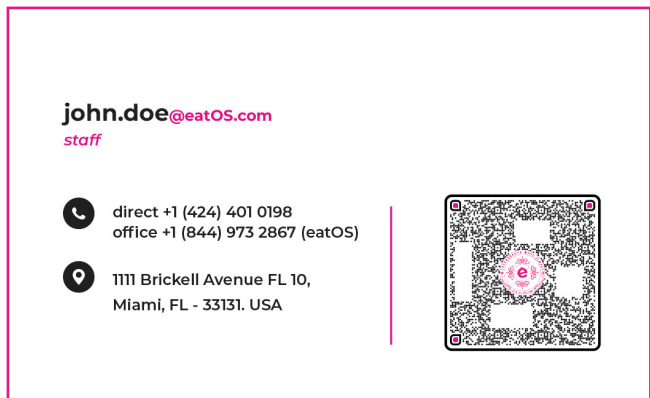 john.doe@eatOS.com
staff
direct +1 (424) 401 0198
office +1 (844) 973 2867 (eatOS)
1111 Brickell Avenue FL 10,
Miami, FL - 33131. USA
e